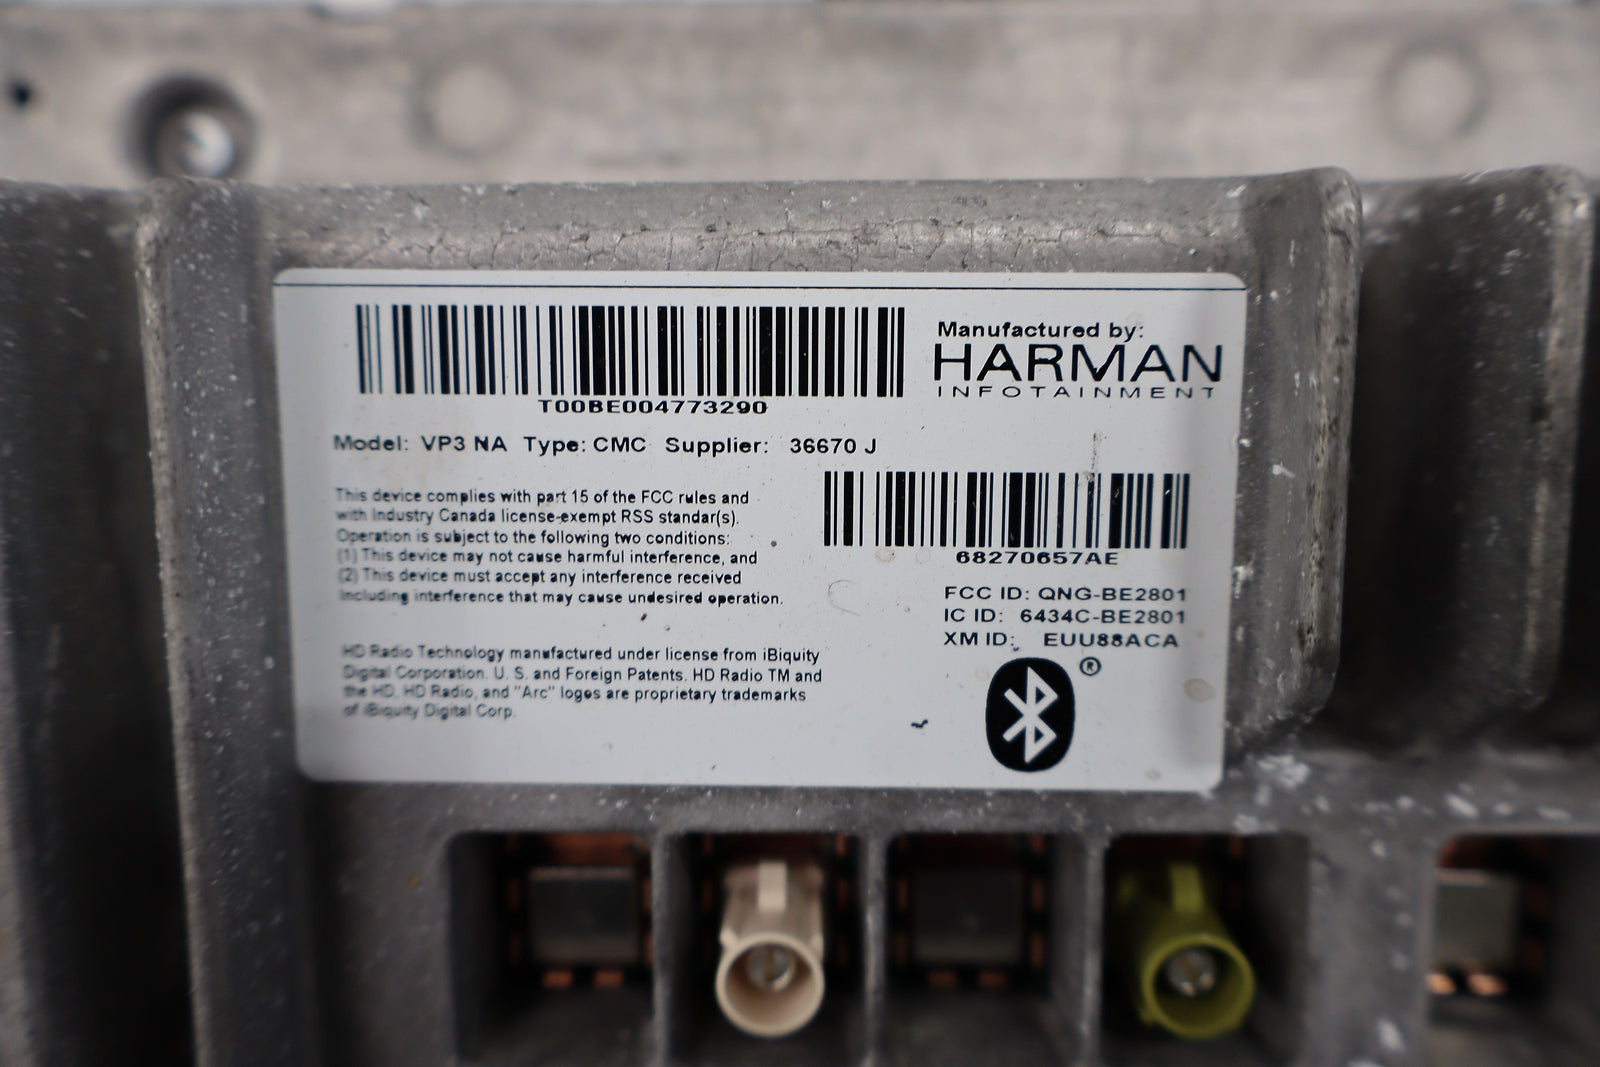 Manufactured by:
HARMAN
INFOTAINMENT
T00BE004773290
Model: VP3 NA Type: CMC Supplier: 36670 J
This device complies with part 15 of the FCC rules and
with Industry Canada license-exempt RSS standar(s).
Operation is subject to the following two conditions:
(1) This device may not cause harmful interference, and
(2) This device must accept any interference received
including interference that may cause undesired operation.
68270657AE
FCC ID: QNG-BE2801
IC ID: 6434C-BE2801
XM ID: EUU88ACA
®
HD Radio Technology manufactured under license from iBiquity
Digital Corporation. U. S. and Foreign Patents. HD Radio TM and
the HD, HD Radio, and "Arc" logos are proprietary trademarks
of iBiquity Digital Corp.